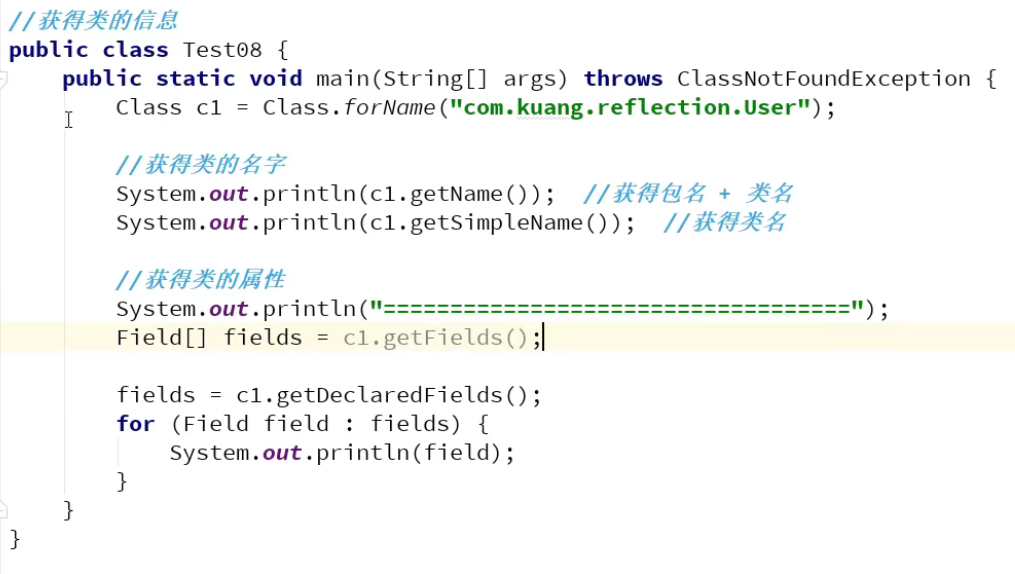 //获得类的信息
public class Test08 {
public static void main(String[] args) throws ClassNotFoundException {
Class c1 = Class.forName("com.kuang.reflection.User");
//获得类的名字
System.out.println(c1.getName()); //获得包名 + 类名
System.out.println(c1.getSimpleName()); //获得类名
//获得类的属性
System.out.println("===================================");
Field[] fields = c1.getFields();
fields = c1.getDeclaredFields();
for (Field field : fields) {
System.out.println(field);
}
}
}